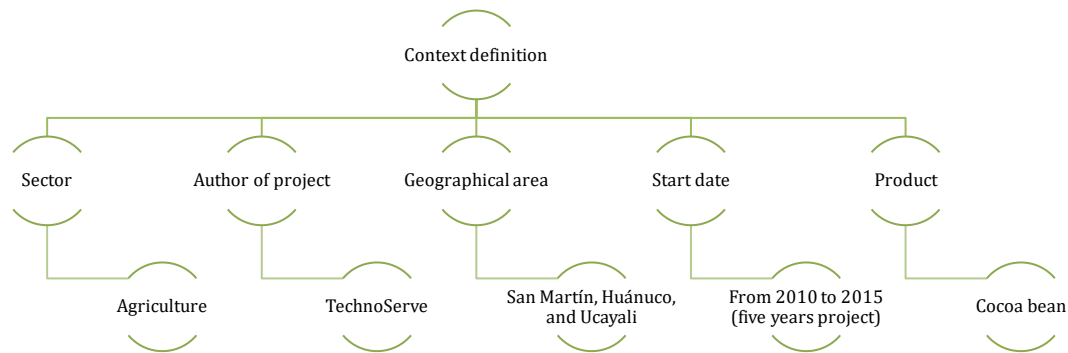 Context definition
Sector
Author of project
Geographical area
Start date
Product
Agriculture
TechnoServe
San Martín, Huánuco,
and Ucayali
From 2010 to 2015
(five years project)
Cocoa bean